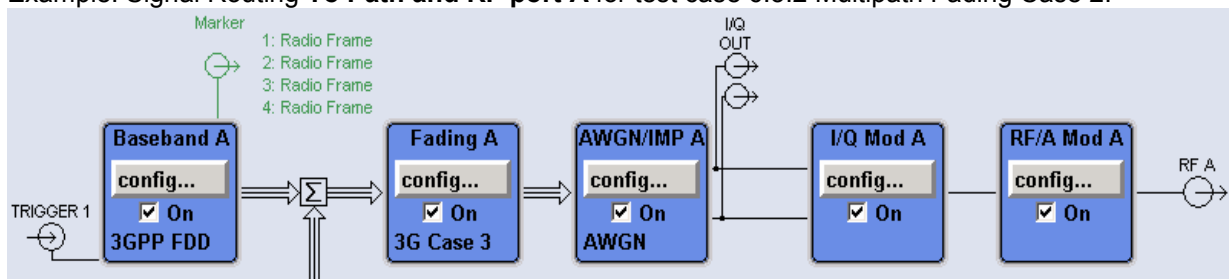 Example: Signal Routing To Path and RF port A for test case 8.3.2 Multipath Fading Case 2:
Marker
1: Radio Frame
2: Radio Frame
3: Radio Frame
4: Radio Frame
I/Q
OUT
Baseband A
config...
On
3GPP FDD
TRIGGER 1
Σ
Fading A
config...
On
3G Case 3
AWGN/IMP A
config...
On
AWGN
I/Q Mod A
config...
On
RF/A Mod A
config...
On
RF A